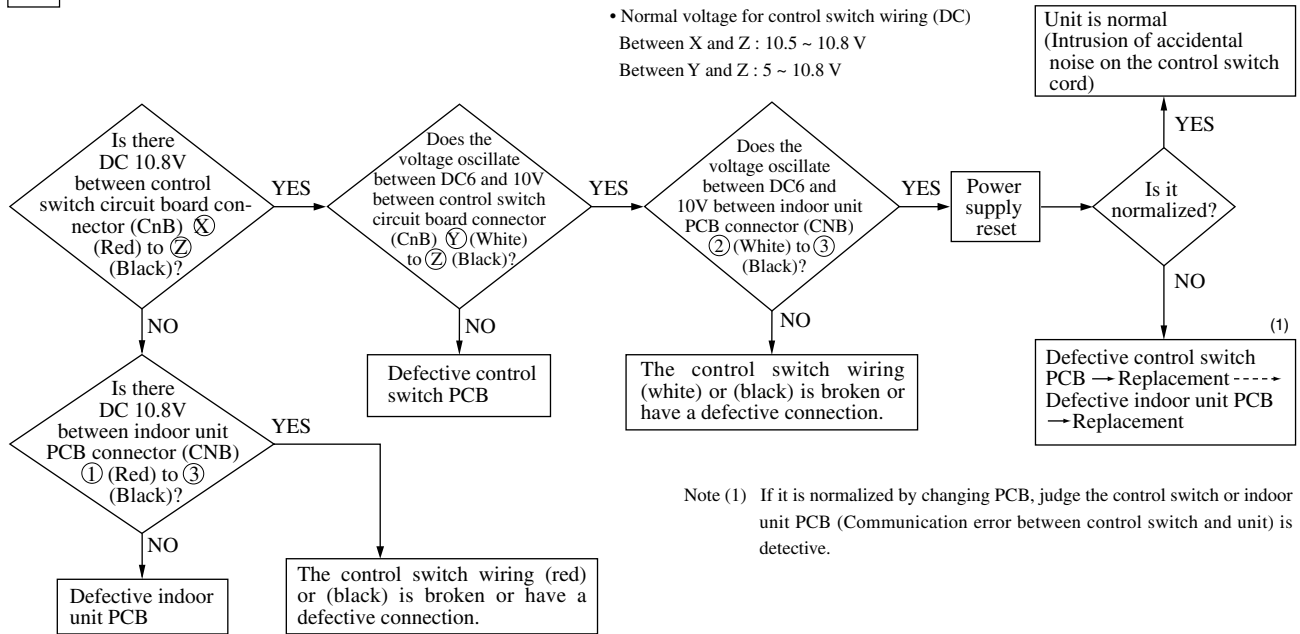 • Normal voltage for control switch wiring (DC)
Between X and Z : 10.5 ~ 10.8 V
Between Y and Z : 5 ~ 10.8 V
Unit is normal
(Intrusion of accidental
noise on the control switch
cord)
Is there
DC 10.8V
between control
switch circuit board con-
nector (CnB) Ⓧ
(Red) to Ⓩ
(Black)?
YES
Does the
voltage oscillate
between DC6 and 10V
between control switch
circuit board connector
(CnB) Ⓨ (White)
to Ⓩ (Black)?
YES
Does the
voltage oscillate
between DC6 and
10V between indoor unit
PCB connector (CNB)
② (White) to ③
(Black)?
YES
Power
supply
reset
Is it
normalized?
YES
NO
NO
NO
NO
(1)
Defective control switch
PCB → Replacement ----→
Defective indoor unit PCB
→ Replacement
Is there
DC 10.8V
between indoor unit
PCB connector (CNB)
① (Red) to ③
(Black)?
YES
Defective control
switch PCB
The control switch wiring
(white) or (black) is broken or
have a defective connection.
NO
Defective indoor
unit PCB
The control switch wiring (red)
or (black) is broken or have a
defective connection.
Note (1) If it is normalized by changing PCB, judge the control switch or indoor
unit PCB (Communication error between control switch and unit) is
detective.